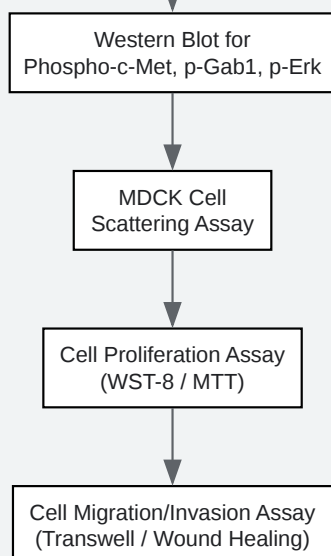 Western Blot for
Phospho-c-Met, p-Gab1, p-Erk
MDCK Cell
Scattering Assay
Cell Proliferation Assay
(WST-8 / MTT)
Cell Migration/Invasion Assay
(Transwell / Wound Healing)